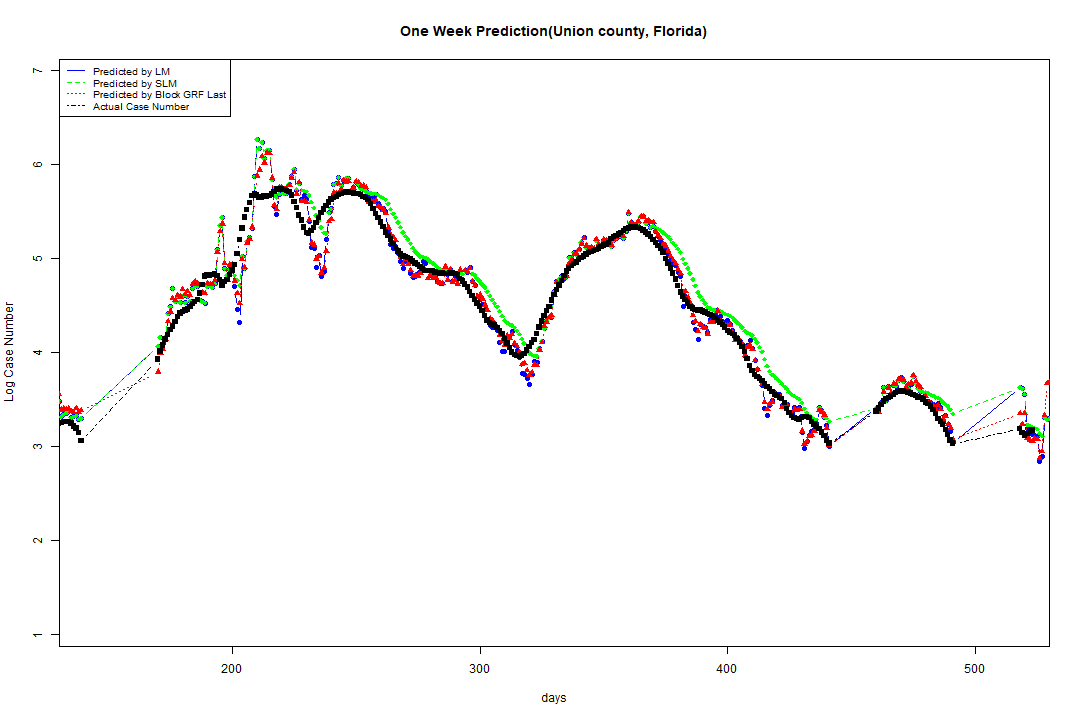 One Week Prediction(Union county, Florida)
Predicted by LM
Predicted by SLM
Predicted by Block GRF Last
Actual Case Number
7
6
5
4
3
2
1
Log Case Number
200 300 400 500
days